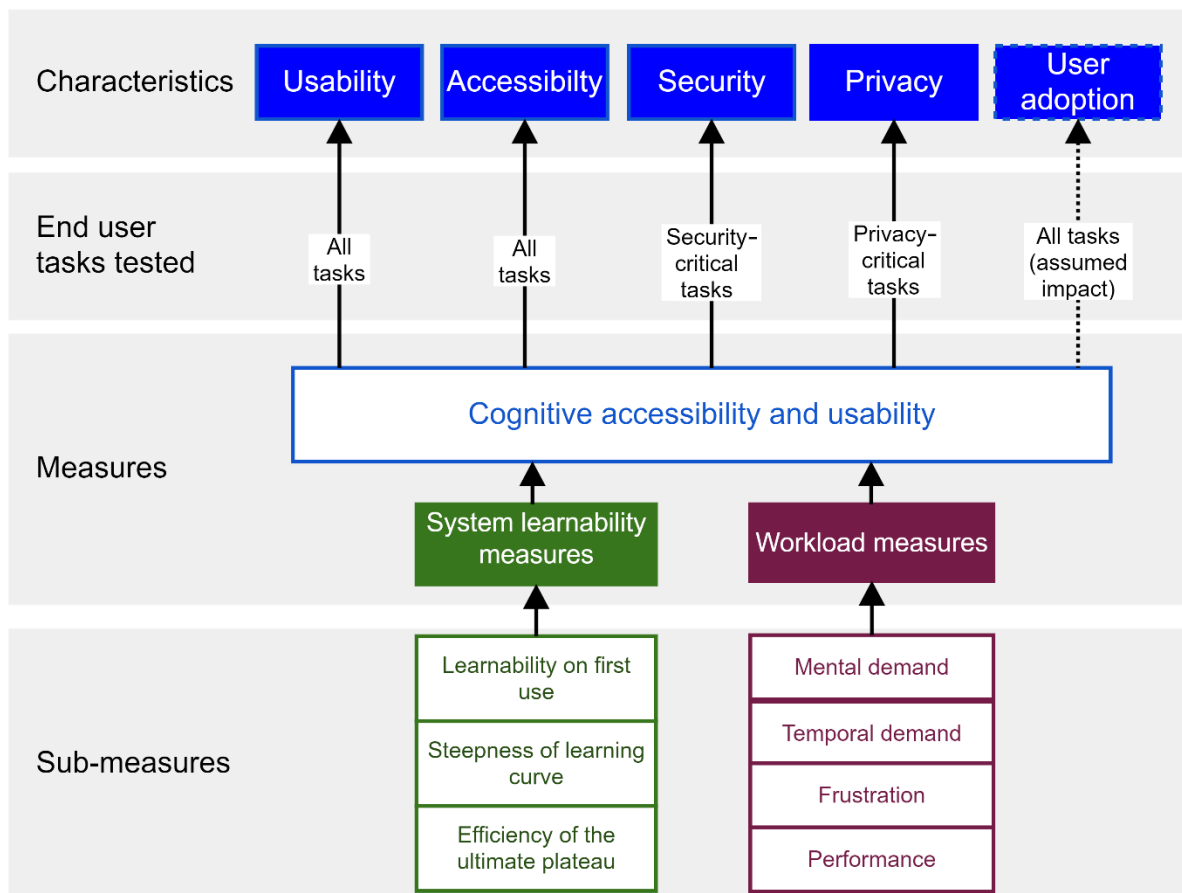 Characteristics
Usability
Accessibilty
Security
Privacy
User
adoption
End user
tasks tested
All
tasks
All
tasks
Security-
critical
tasks
Privacy-
critical
tasks
All tasks
(assumed
impact)
Measures
Cognitive accessibility and usability
System learnability
measures
Workload measures
Sub-measures
Learnability on first
use
Steepness of learning
curve
Efficiency of the
ultimate plateau
Mental demand
Temporal demand
Frustration
Performance